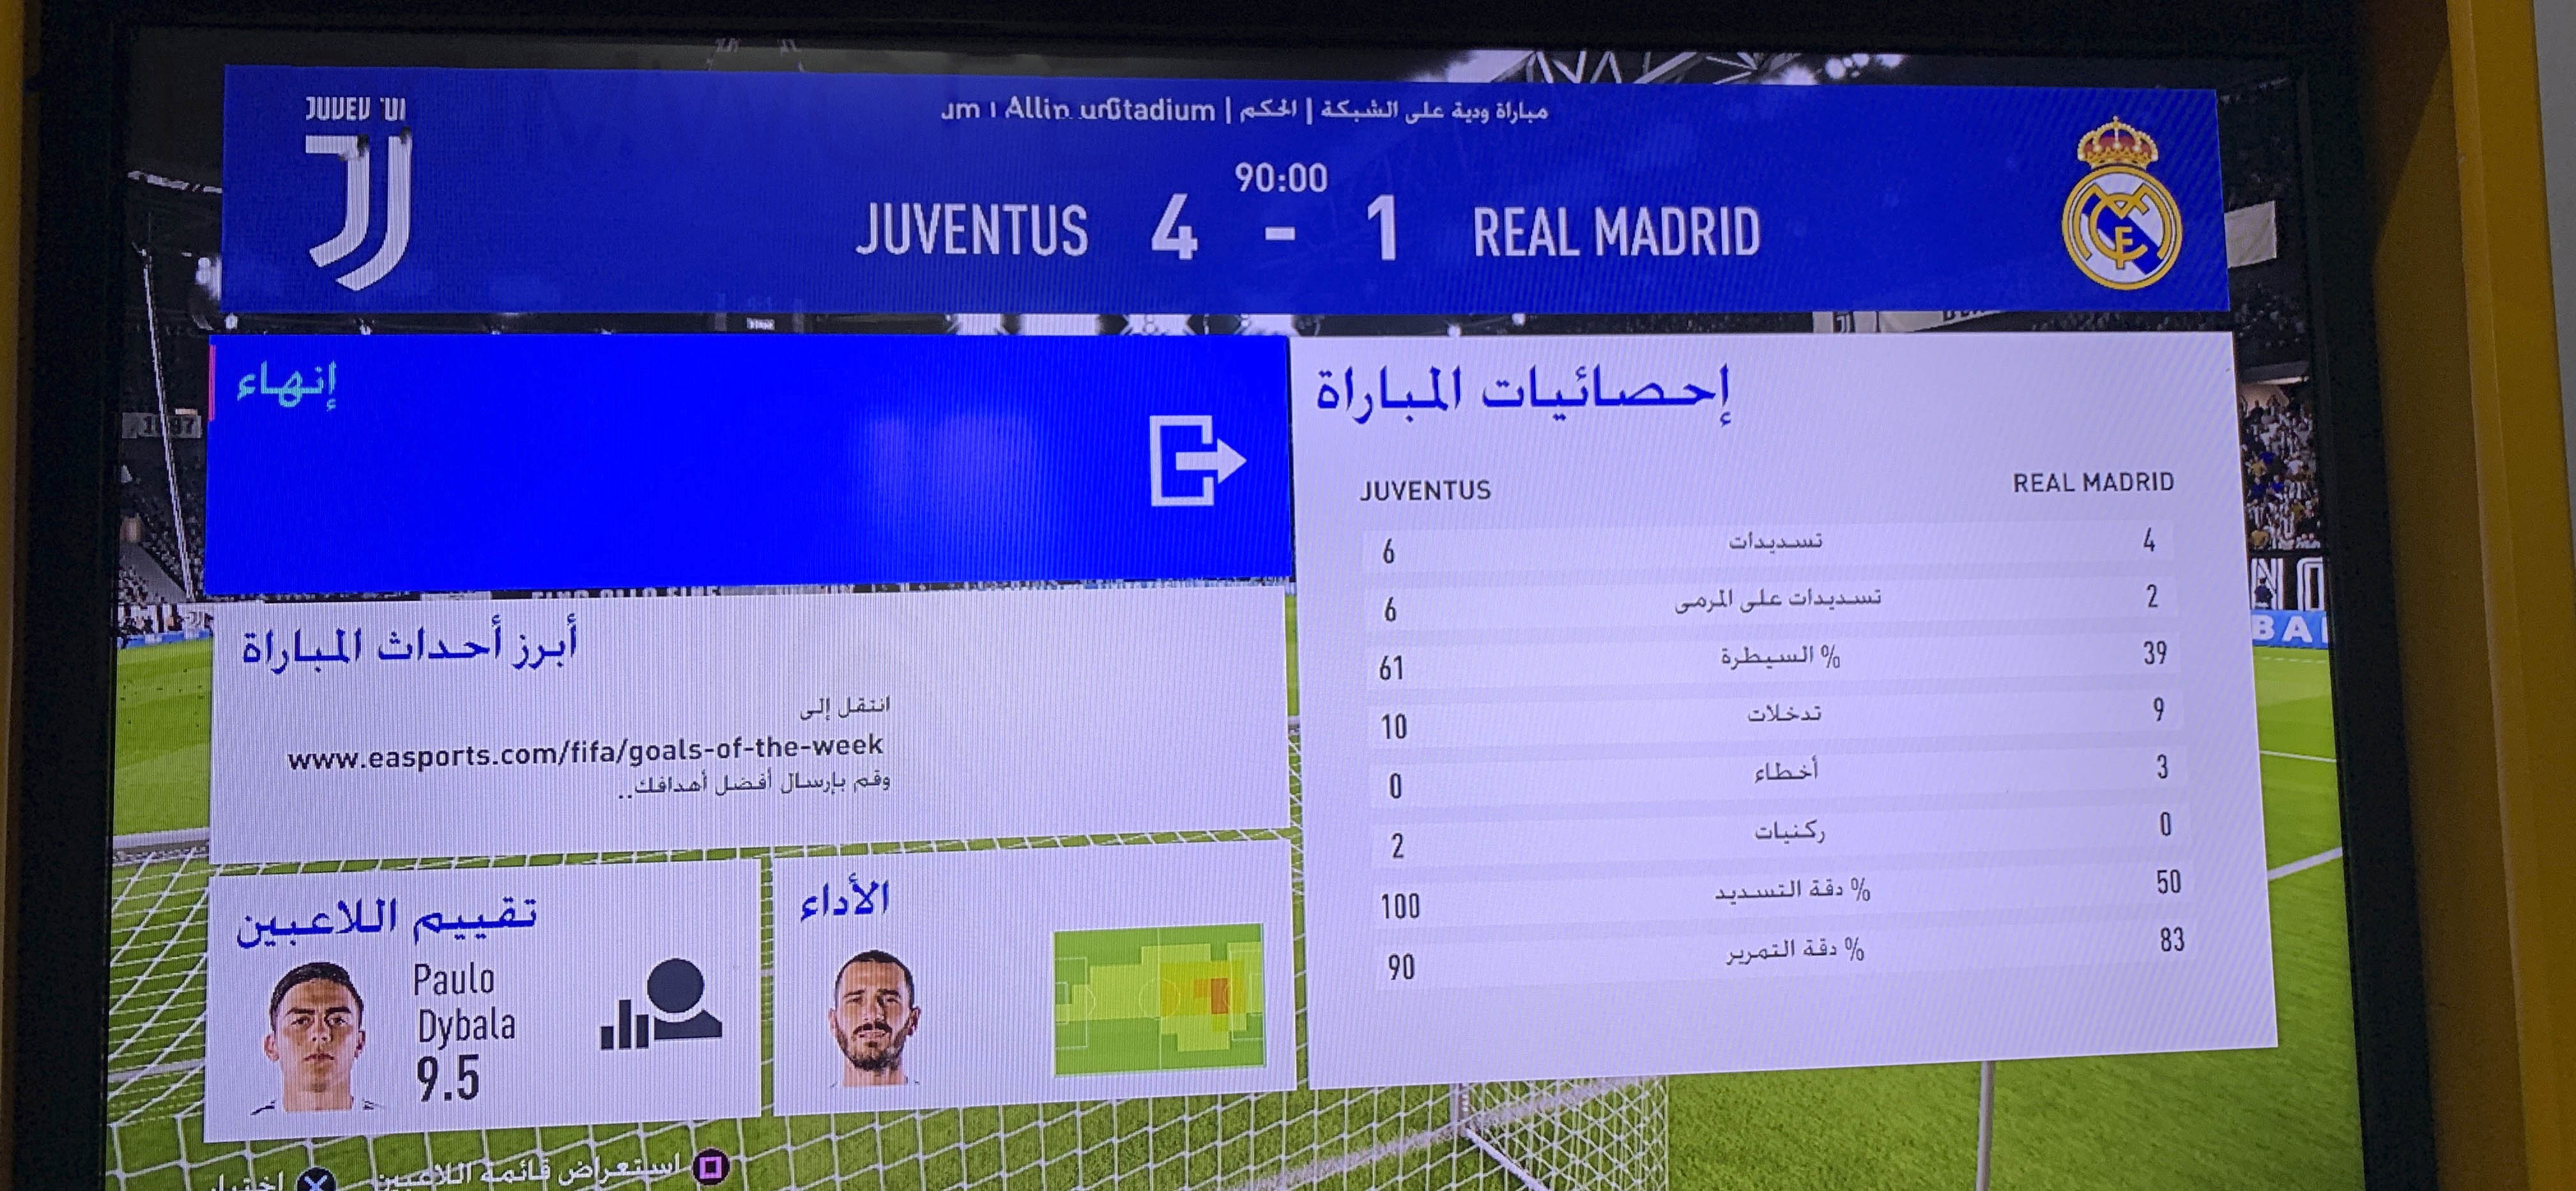 مباراة ودية على الشبكة | الحكم | Stadium
90:00
JUVENTUS 4 - 1 REAL MADRID
إنهاء
أبرز أحداث المباراة
انتقل إلى
www.easports.com/fifa/goals-of-the-week
وقم بإرسال أفضل أهدافك..
تقييم اللاعبين
Paulo
Dybala
9.5
الأداء
إحصائيات المباراة
JUVENTUS REAL MADRID
6 تسديدات 4
6 تسديدات على المرمى 2
61 % السيطرة 39
10 تدخلات 9
0 أخطاء 3
2 ركنيات 0
100 % دقة التسديد 50
90 % دقة التمرير 83
استعراض قائمة اللاعبين